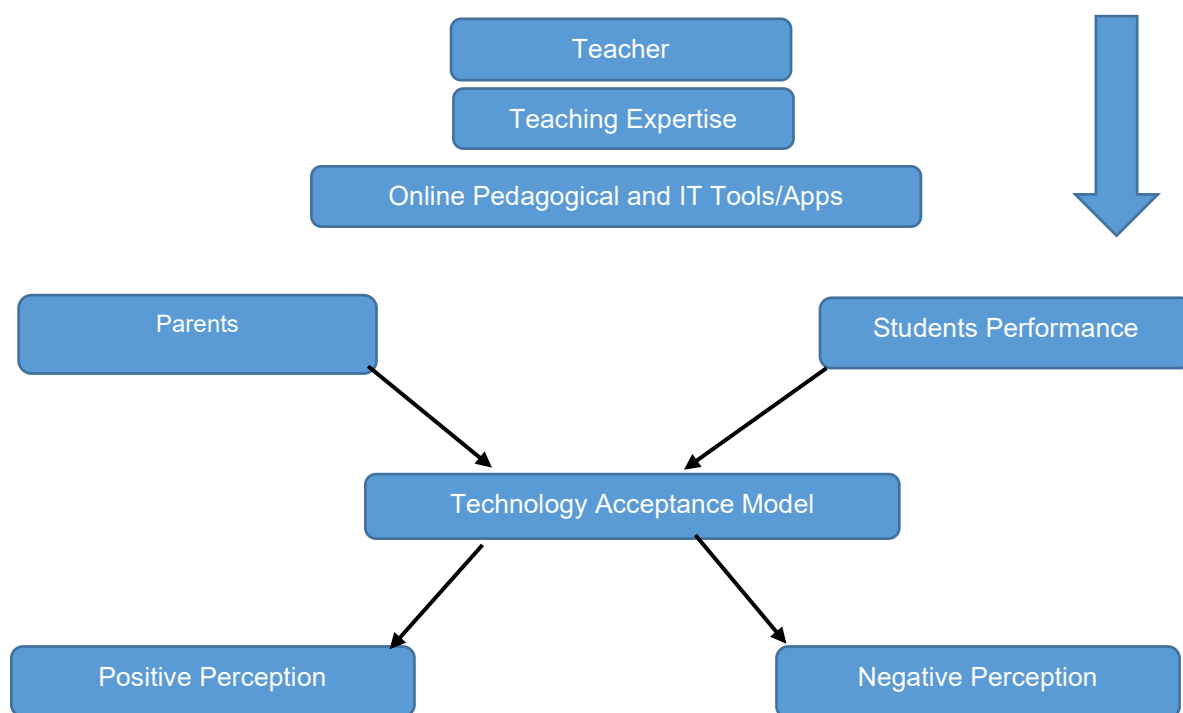 Teacher
Teaching Expertise
Online Pedagogical and IT Tools/Apps
Parents
Students Performance
Technology Acceptance Model
Positive Perception
Negative Perception